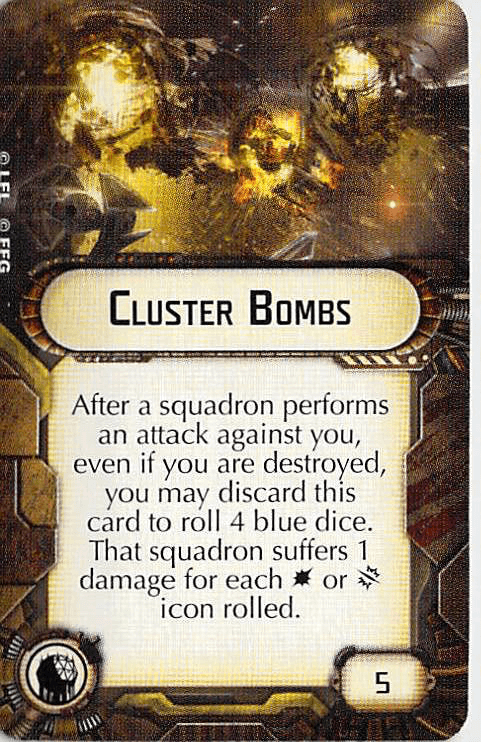 © LFL © FFG
Cluster Bombs
After a squadron performs
an attack against you,
even if you are destroyed,
you may discard this
card to roll 4 blue dice.
That squadron suffers 1
damage for each or
icon rolled.
5